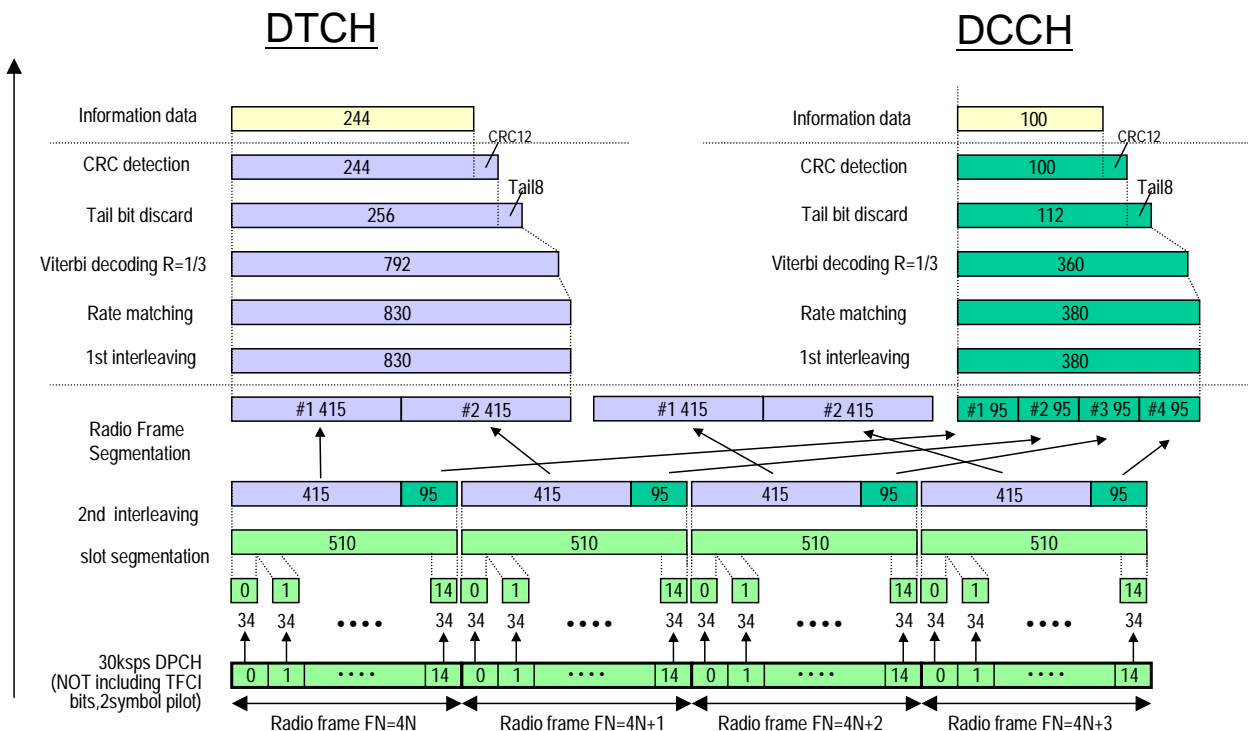 DTCH DCCH
Information data 244 Information data 100
CRC12 CRC12
CRC detection 244 CRC detection 100
Tail8 Tail8
Tail bit discard 256 Tail bit discard 112
Viterbi decoding R=1/3 792 Viterbi decoding R=1/3 360
Rate matching 830 Rate matching 380
1st interleaving 830 1st interleaving 380
#1 415 #2 415 #1 415 #2 415 #1 95 #2 95 #3 95 #4 95
Radio Frame
Segmentation
415 95 415 95 415 95 415 95
2nd interleaving
510 510 510 510
slot segmentation
0 1 14 0 1 14 0 1 14 0 1 14
34 34 •••• 34 34 34 •••• 34 34 34 •••• 34 34 34 •••• 34
30ksps DPCH
(NOT including TFCI
bits,2symbol pilot)
0 1 •••• 14 0 1 •••• 14 0 1 •••• 14 0 1 •••• 14
Radio frame FN=4N Radio frame FN=4N+1 Radio frame FN=4N+2 Radio frame FN=4N+3